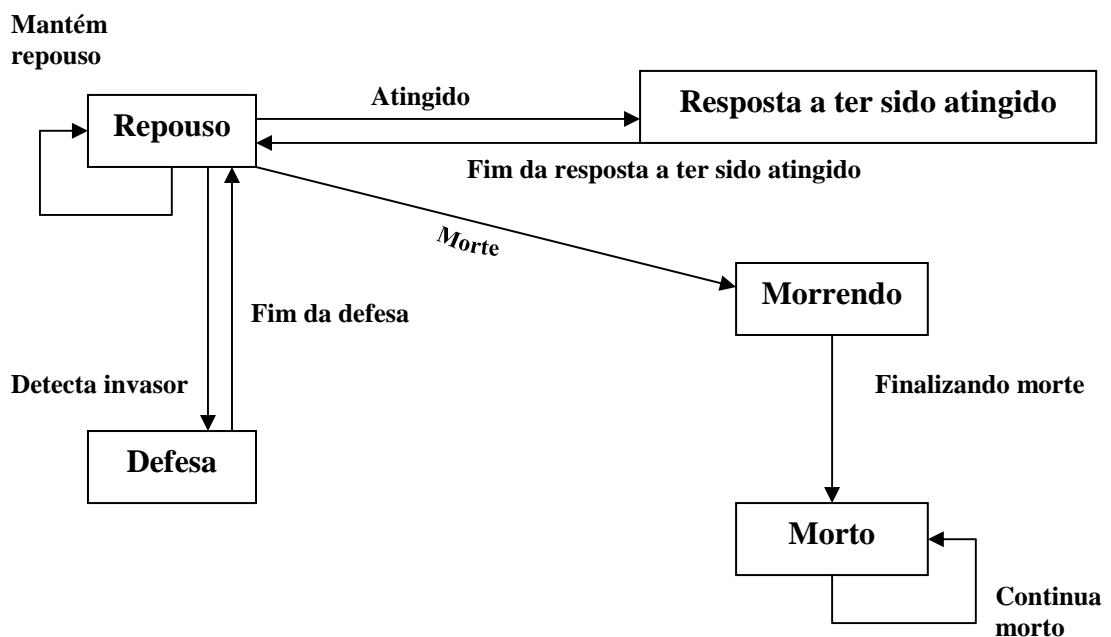 Mantém
repouso
Atingido
Resposta a ter sido atingido
Repouso
Fim da resposta a ter sido atingido
Morte
Morrendo
Fim da defesa
Detecta invasor
Finalizando morte
Defesa
Morto
Continua
morto